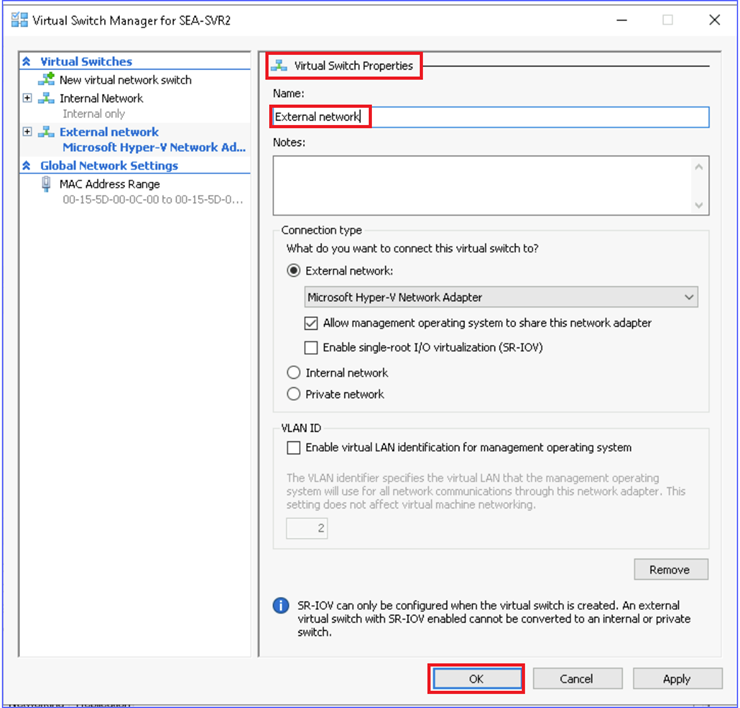 Virtual Switch Manager for SEA-SVR2
Virtual Switches
New virtual network switch
Internal Network
Internal only
External network
Microsoft Hyper-V Network Ad...
Global Network Settings
MAC Address Range
00-15-5D-00-0C-00 to 00-15-5D-0...
Virtual Switch Properties
Name:
External network
Notes:
Connection type
What do you want to connect this virtual switch to?
External network:
Microsoft Hyper-V Network Adapter
Allow management operating system to share this network adapter
Enable single-root I/O virtualization (SR-IOV)
Internal network
Private network
VLAN ID
Enable virtual LAN identification for management operating system
The VLAN identifier specifies the virtual LAN that the management operating
system will use for all network communications through this network adapter. This
setting does not affect virtual machine networking.
2
Remove
SR-IOV can only be configured when the virtual switch is created. An external
virtual switch with SR-IOV enabled cannot be converted to an internal or private
switch.
OK
Cancel
Apply